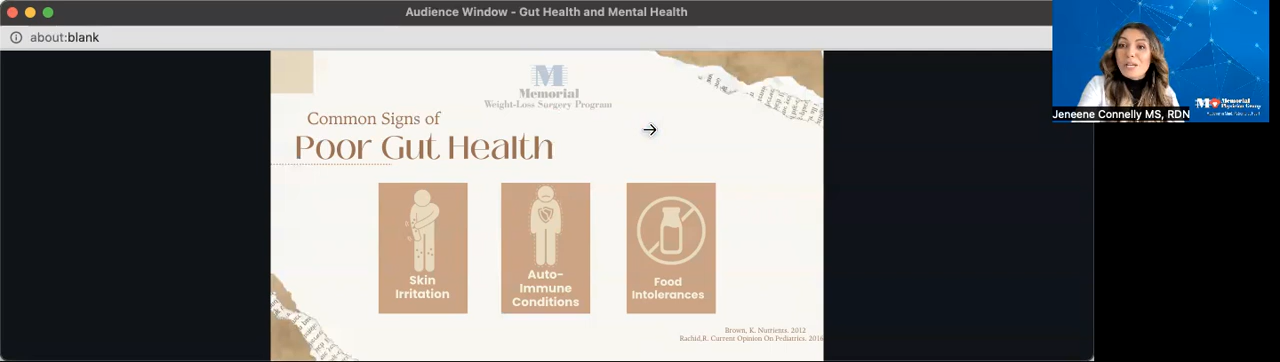 Audience Window - Gut Health and Mental Health
about:blank
M
Memorial
Weight-Loss Surgery Program
Common Signs of
Poor Gut Health
Skin
Irritation
Auto-
Immune
Conditions
Food
Intolerances
Brown, K. Nutrients. 2012
Rachid,R. Current Opinion On Pediatrics. 2016
Memorial
Physician Group
Jeneene Connelly MS, RDN